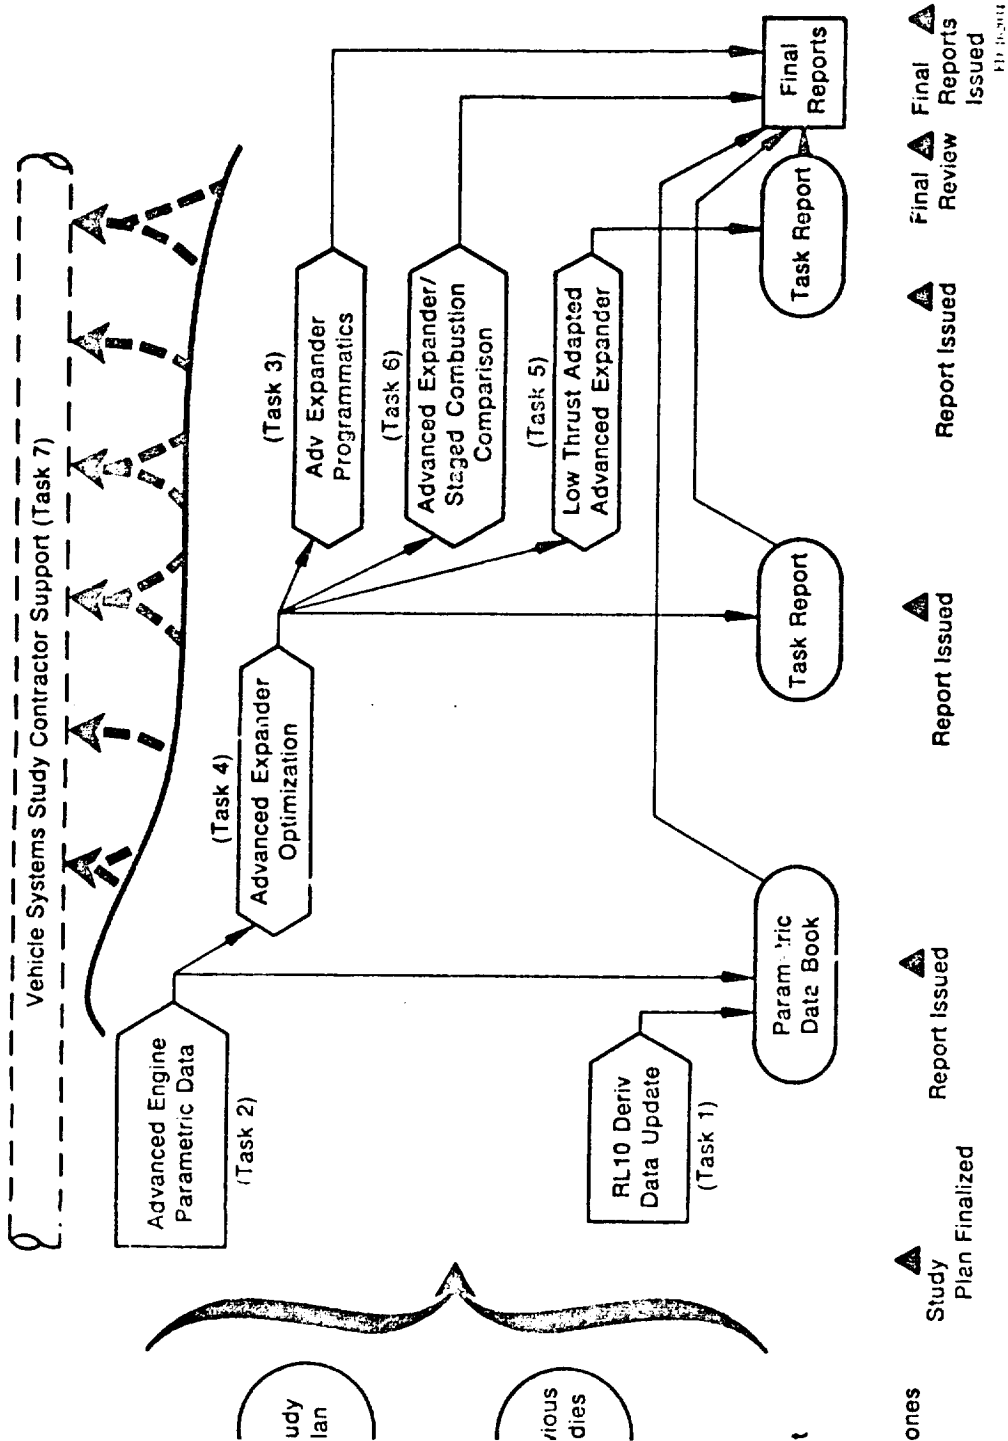 Vehicle Systems Study Contractor Support (Task 7)
Advanced Engine
Parametric Data
(Task 2)
(Task 4)
Advanced Expander
Optimization
(Task 3)
Adv Expander
Programmatics
(Task 6)
Advanced Expander/
Staged Combustion
Comparison
(Task 5)
Low Thrust Adapted
Advanced Expander
RL10 Deriv
Data Update
(Task 1)
udy
lan
vious
dies
t
Data Book
Task Report
Task Report
Final
Reports
ones
Study
Plan Finalized
Report Issued
Report Issued
Report Issued
Final
Review
Final
Reports
Issued